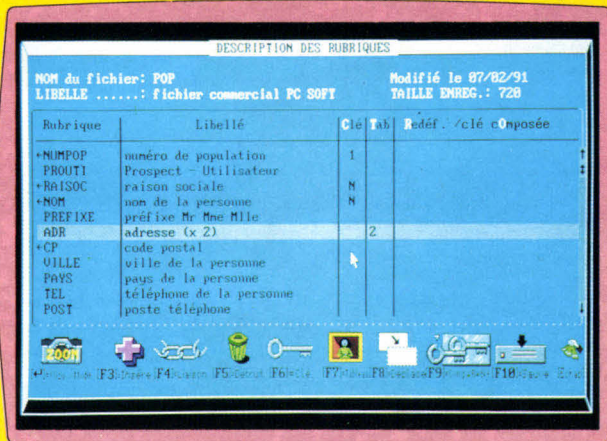 DESCRIPTION DES RUBRIQUES
NOM du fichier: POP Modifié le 07/02/91
LIBELLE ......: fichier commercial PC SOFT TAILLE ENREG.: 720
Rubrique Libellé Clé Tab Redéf. /clé cOmposée
←NUMPOP numéro de population 1
PROUTI Prospect - Utilisateur
←RAISOC raison sociale N
←NOM nom de la personne N
PREFIXE préfixe Mr Mme Mlle
ADR adresse (x 2) 2
←CP code postal
VILLE ville de la personne
PAYS pays de la personne
TEL téléphone de la personne
POST poste téléphone
ZOOM
F3 F4 F5 F6 F7 F8 F9 F10